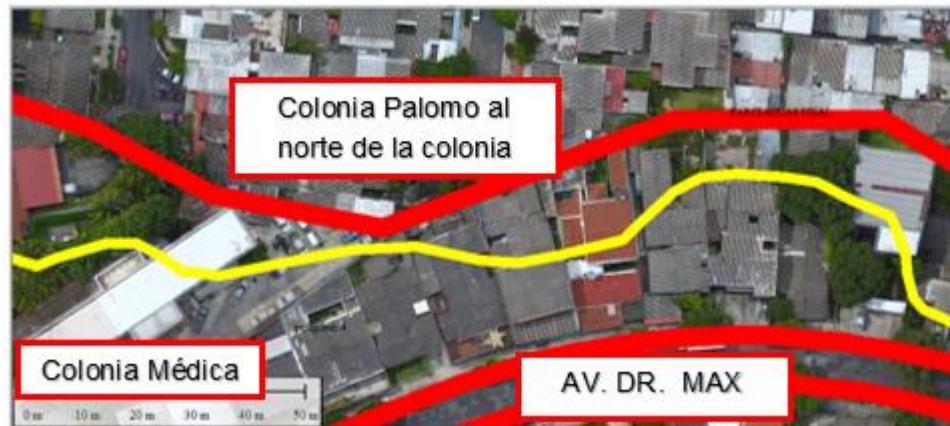 Colonia Palomo al
norte de la colonia
Colonia Médica
AV. DR. MAX
0 m 10 m 20 m 30 m 40 m 50 m